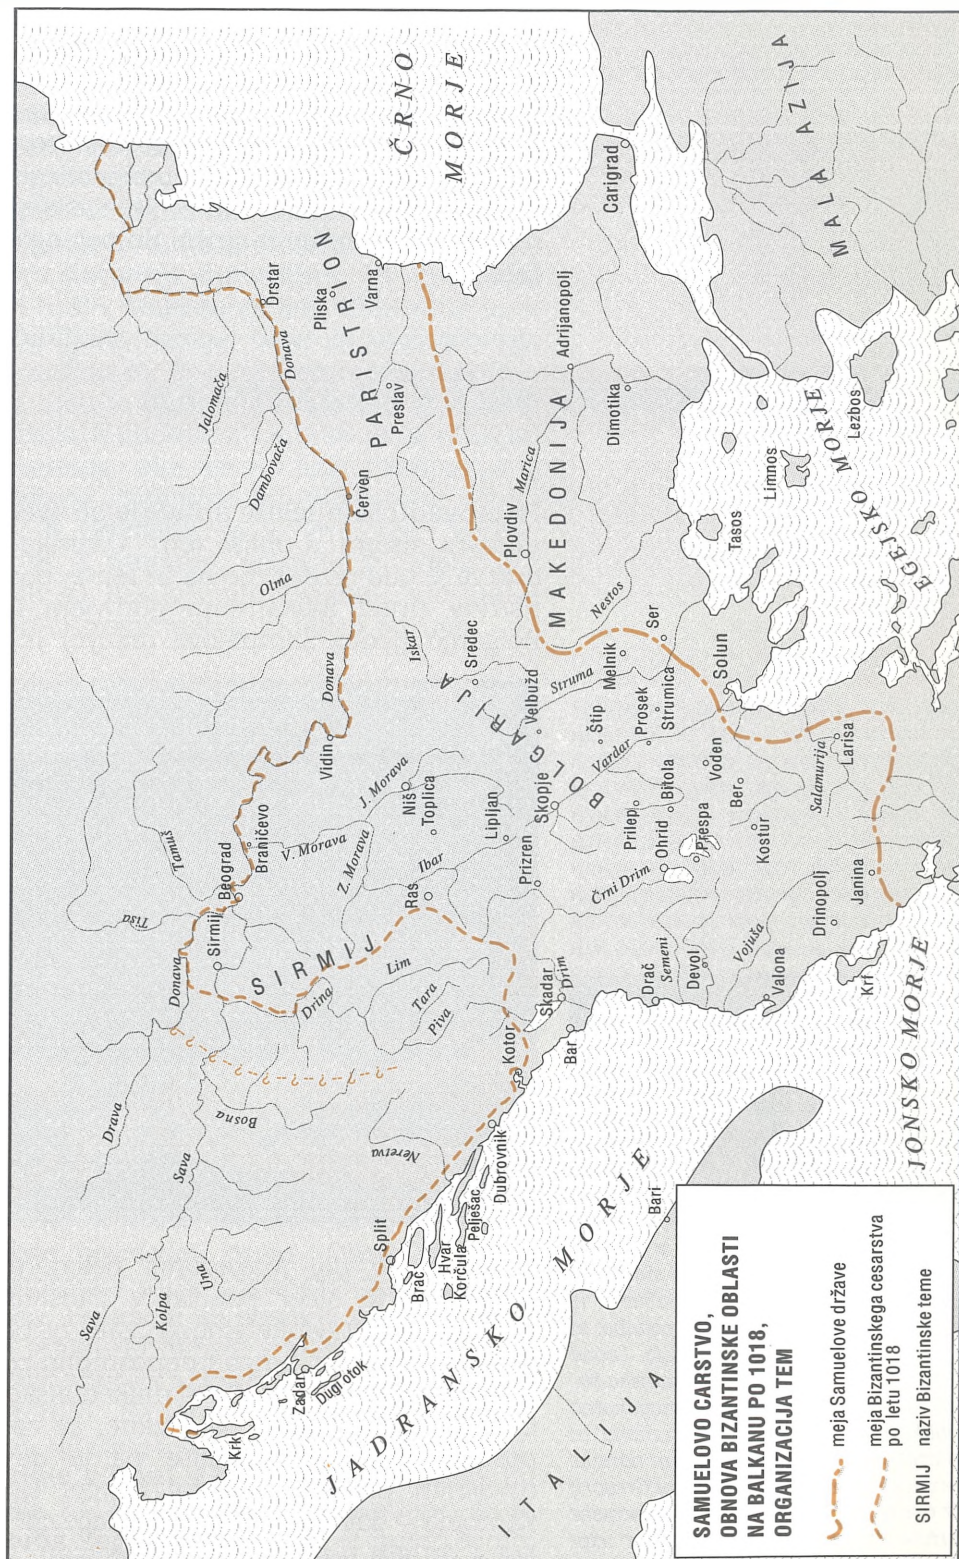 ČRNO
MORJE
MALA AZIJA
Carigrad
PARISTRION
Drstar
Pliska
Varna
Preslav
Donava
Jalomača
Dambovača
Červen
Olma
Adrijanopolj
Dimotika
MAKEDONIJA
Marica
Plovdiv
Nestos
EGEJSKO MORJE
Lezbos
Limnos
Tasos
D
Iskar
Sredec
BOLGARIJA
Velbužd
Struma
Melnik
Ser
Solun
Štip
Prosek
Strumica
Vardar
Skopje
Prilep
Bitola
Voden
Ohrid
Prespa
Ber
Kostur
Salamurija
Larisa
Janina
Drinopolj
Donava
Vidin
Tamuš
Braničevo
Beograd
Tisa
V. Morava
J. Morava
Niš
Toplica
Z. Morava
Ibar
Lipljan
Ras
Prizren
Črni Drim
Sirmij
SIRMIJ
Donava
Drina
Lim
Tara
Piva
Skadar
Drim
Bar
Kotor
Drač
Semeni
Devol
Vojuša
Valona
Krf
JONSKO MORJE
Drava
Sava
Bosna
? ? ? ? ? ? ?
Neretva
Dubrovnik
Pelješac
Korčula
Hvar
Brač
Split
Una
Kolpa
Sava
Zadar
Dugi otok
Krk
JADRANSKO MORJE
Bari
ITALIJA
SAMUELOVO CARSTVO,
OBNOVA BIZANTINSKE OBLASTI
NA BALKANU PO 1018,
ORGANIZACIJA TEM
meja Samuelove države
meja Bizantinskega cesarstva
po letu 1018
SIRMIJ naziv Bizantinske teme